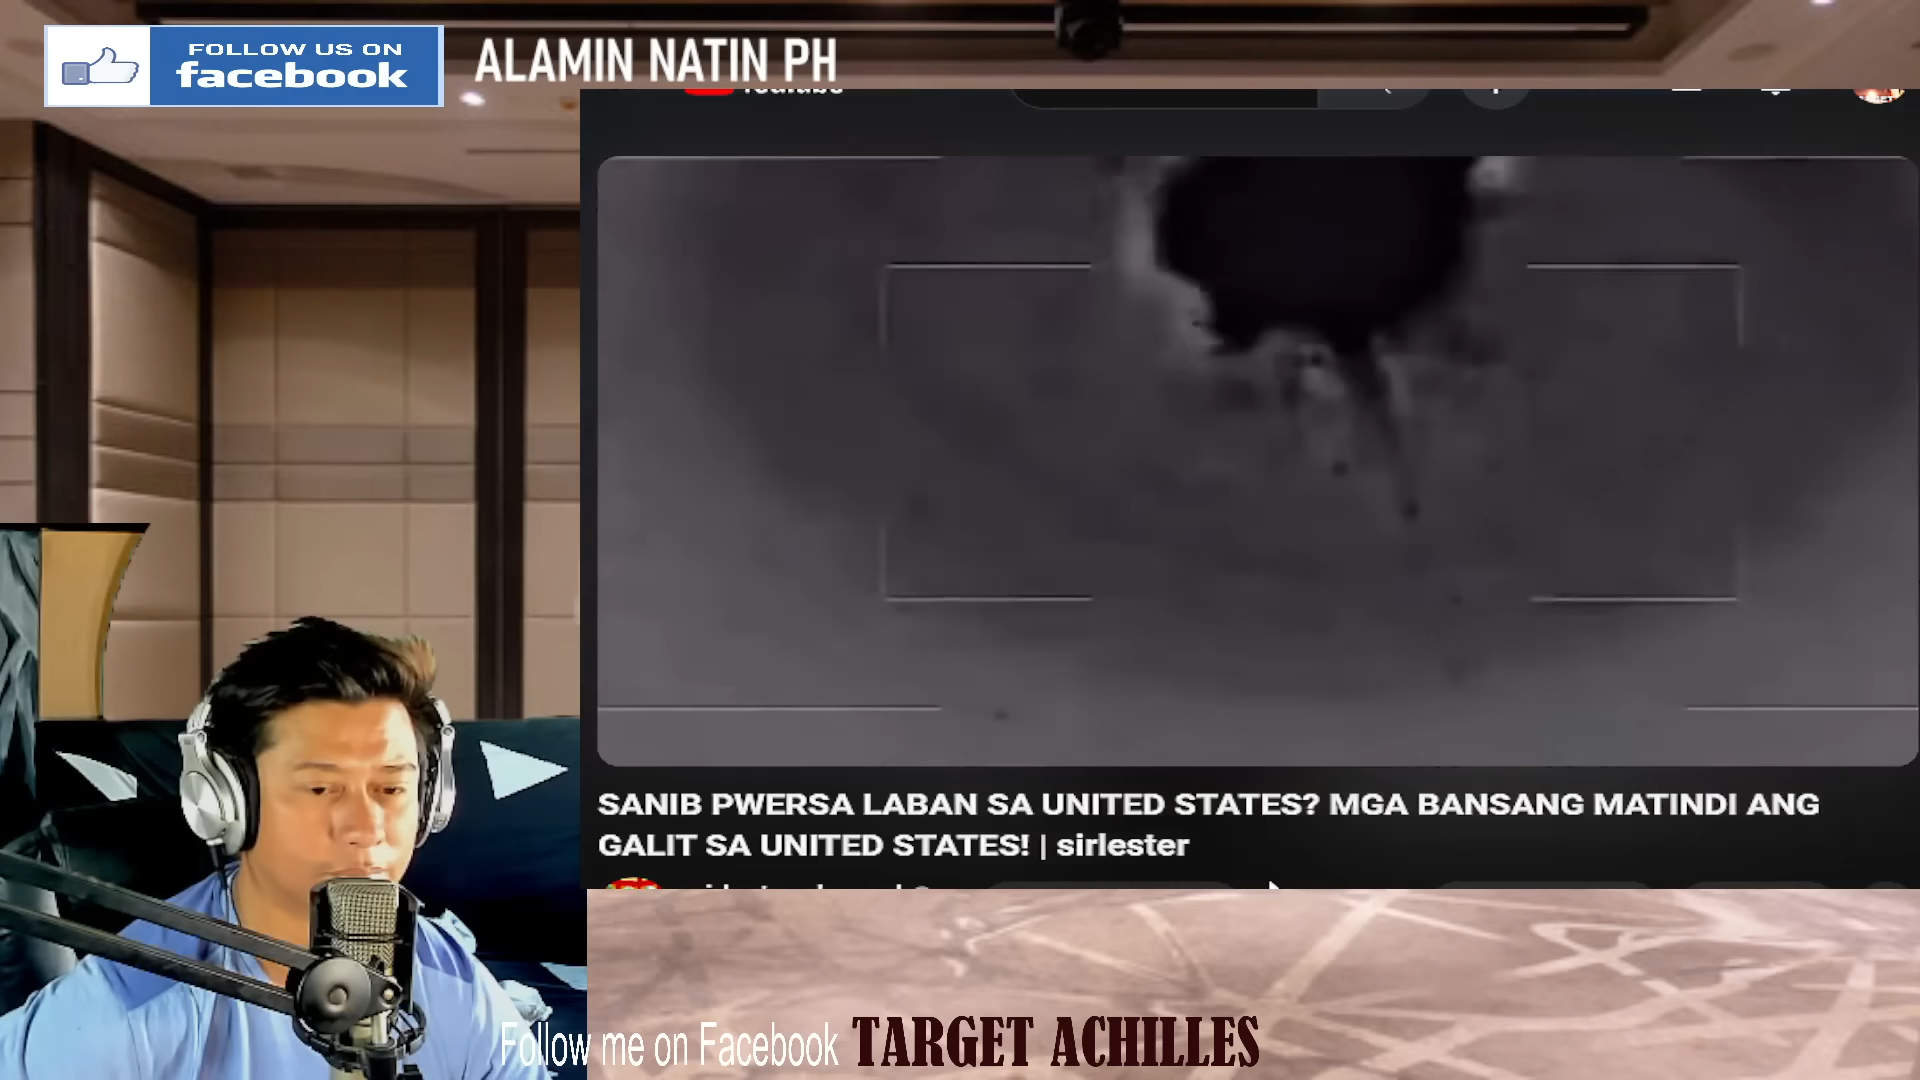 FOLLOW US ON
facebook
ALAMIN NATIN PH
YouTube
SANIB PWERSA LABAN SA UNITED STATES? MGA BANSANG MATINDI ANG
GALIT SA UNITED STATES! | sirlester
Follow me on Facebook TARGET ACHILLES